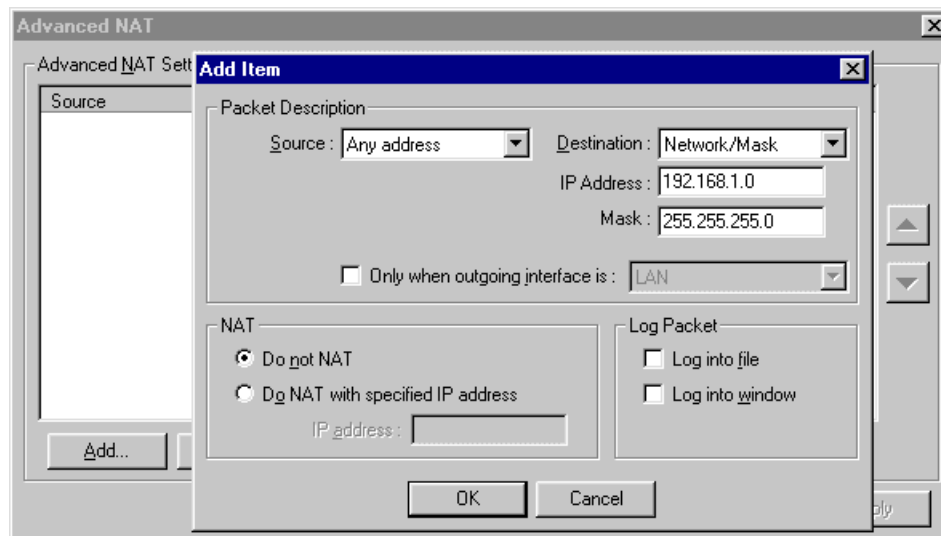 Advanced NAT
Advanced NAT Sett
Source
Add Item
Packet Description
Source : Any address
Destination : Network/Mask
IP Address : 192.168.1.0
Mask : 255.255.255.0
Only when outgoing interface is : LAN
NAT
Do not NAT
Do NAT with specified IP address
IP address :
Log Packet
Log into file
Log into window
Add...
OK
Cancel